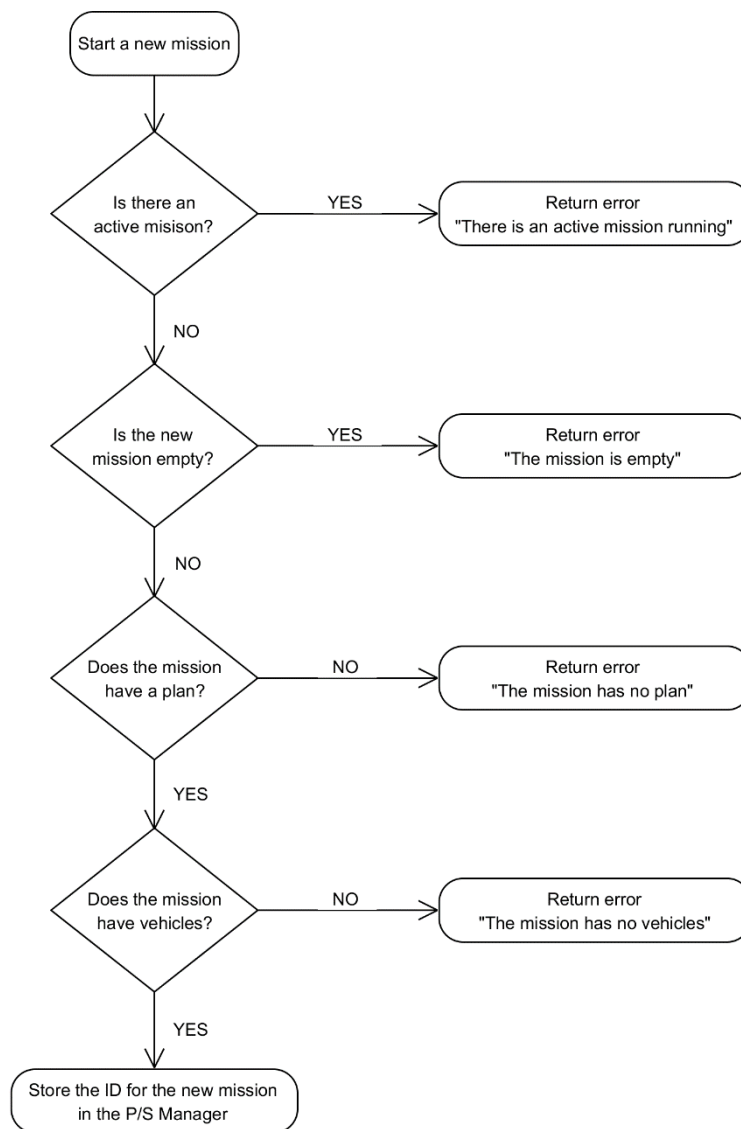 Start a new mission
Is there an
active misison?
YES
Return error
"There is an active mission running"
NO
Is the new
mission empty?
YES
Return error
"The mission is empty"
NO
Does the mission
have a plan?
NO
Return error
"The mission has no plan"
YES
Does the mission
have vehicles?
NO
Return error
"The mission has no vehicles"
YES
Store the ID for the new mission
in the P/S Manager